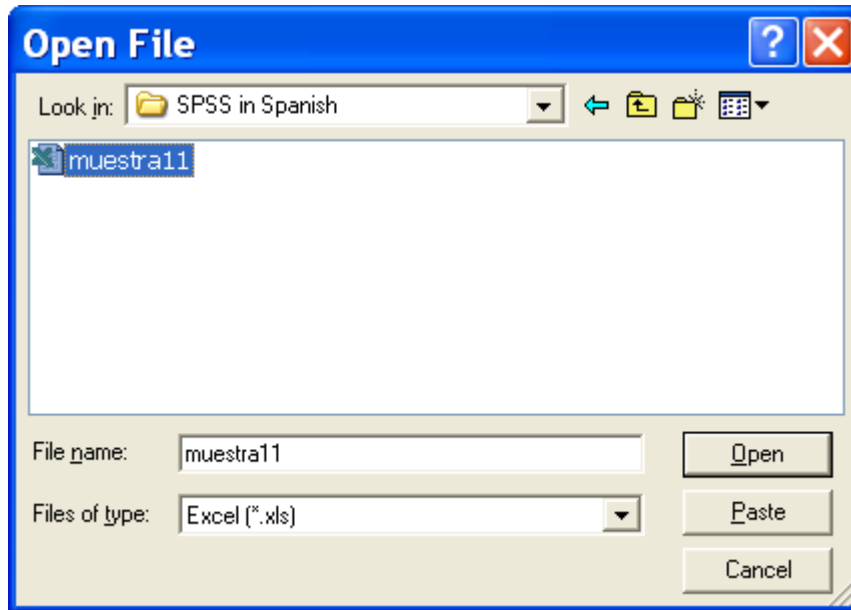 Open File
Look in: SPSS in Spanish
muestra11
File name: muestra11 Open
Files of type: Excel (*.xls) Paste
Cancel